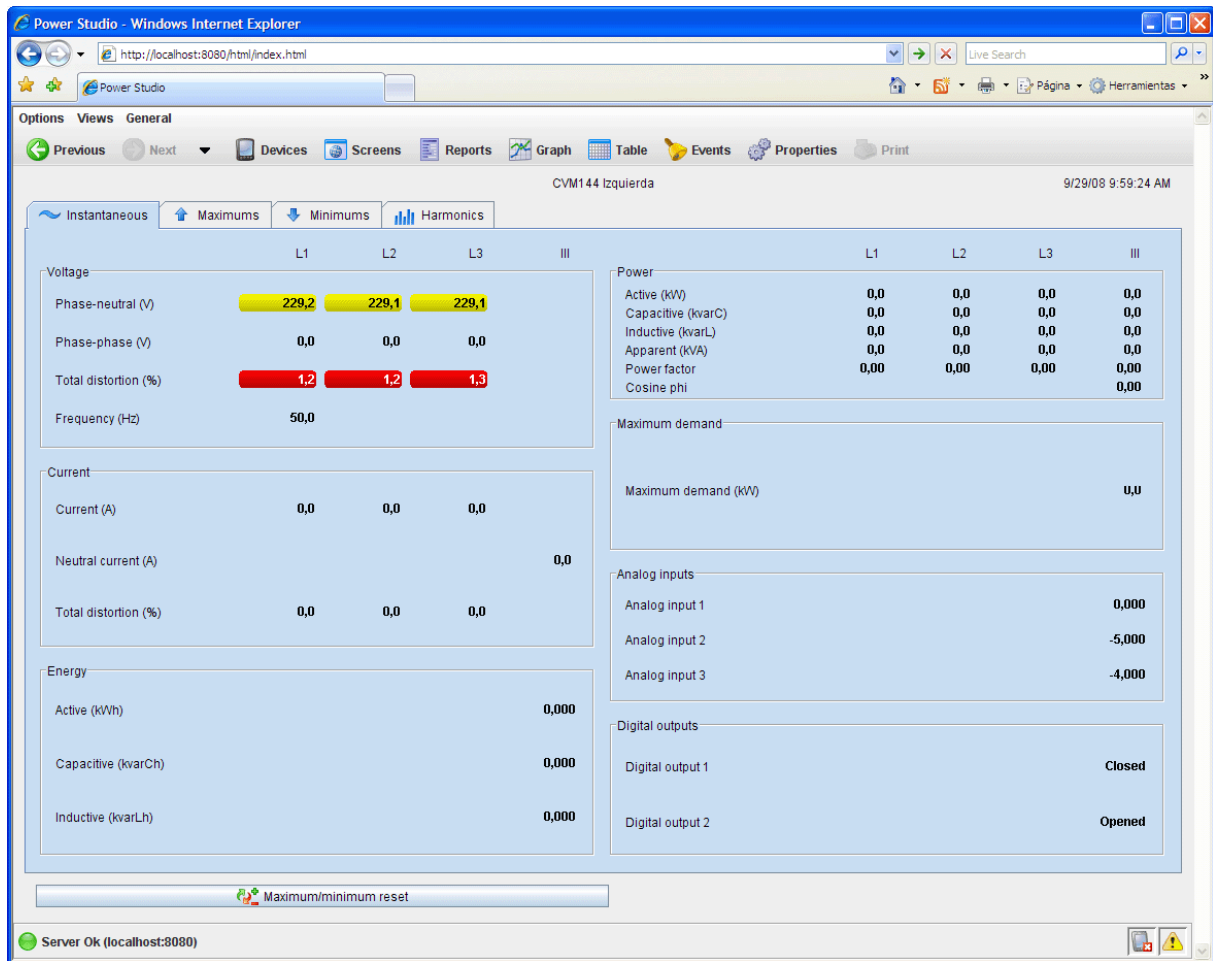 Power Studio - Windows Internet Explorer
http://localhost:8080/html/index.html
Live Search
Power Studio
Página
Herramientas
Options Views General
Previous Next Devices Screens Reports Graph Table Events Properties Print
CVM144 Izquierda
9/29/08 9:59:24 AM
Instantaneous Maximums Minimums Harmonics
L1 L2 L3 III
Voltage
Phase-neutral (V) 229,2 229,1 229,1
Phase-phase (V) 0,0 0,0 0,0
Total distortion (%) 1,2 1,2 1,3
Frequency (Hz) 50,0
Current
Current (A) 0,0 0,0 0,0
Neutral current (A) 0,0
Total distortion (%) 0,0 0,0 0,0
Energy
Active (kWh) 0,000
Capacitive (kvarCh) 0,000
Inductive (kvarLh) 0,000
L1 L2 L3 III
Power
Active (kW) 0,0 0,0 0,0 0,0
Capacitive (kvarC) 0,0 0,0 0,0 0,0
Inductive (kvarL) 0,0 0,0 0,0 0,0
Apparent (kVA) 0,0 0,0 0,0 0,0
Power factor 0,00 0,00 0,00 0,00
Cosine phi 0,00
Maximum demand
Maximum demand (kW) 0,0
Analog inputs
Analog input 1 0,000
Analog input 2 -5,000
Analog input 3 -4,000
Digital outputs
Digital output 1 Closed
Digital output 2 Opened
Maximum/minimum reset
Server Ok (localhost:8080)